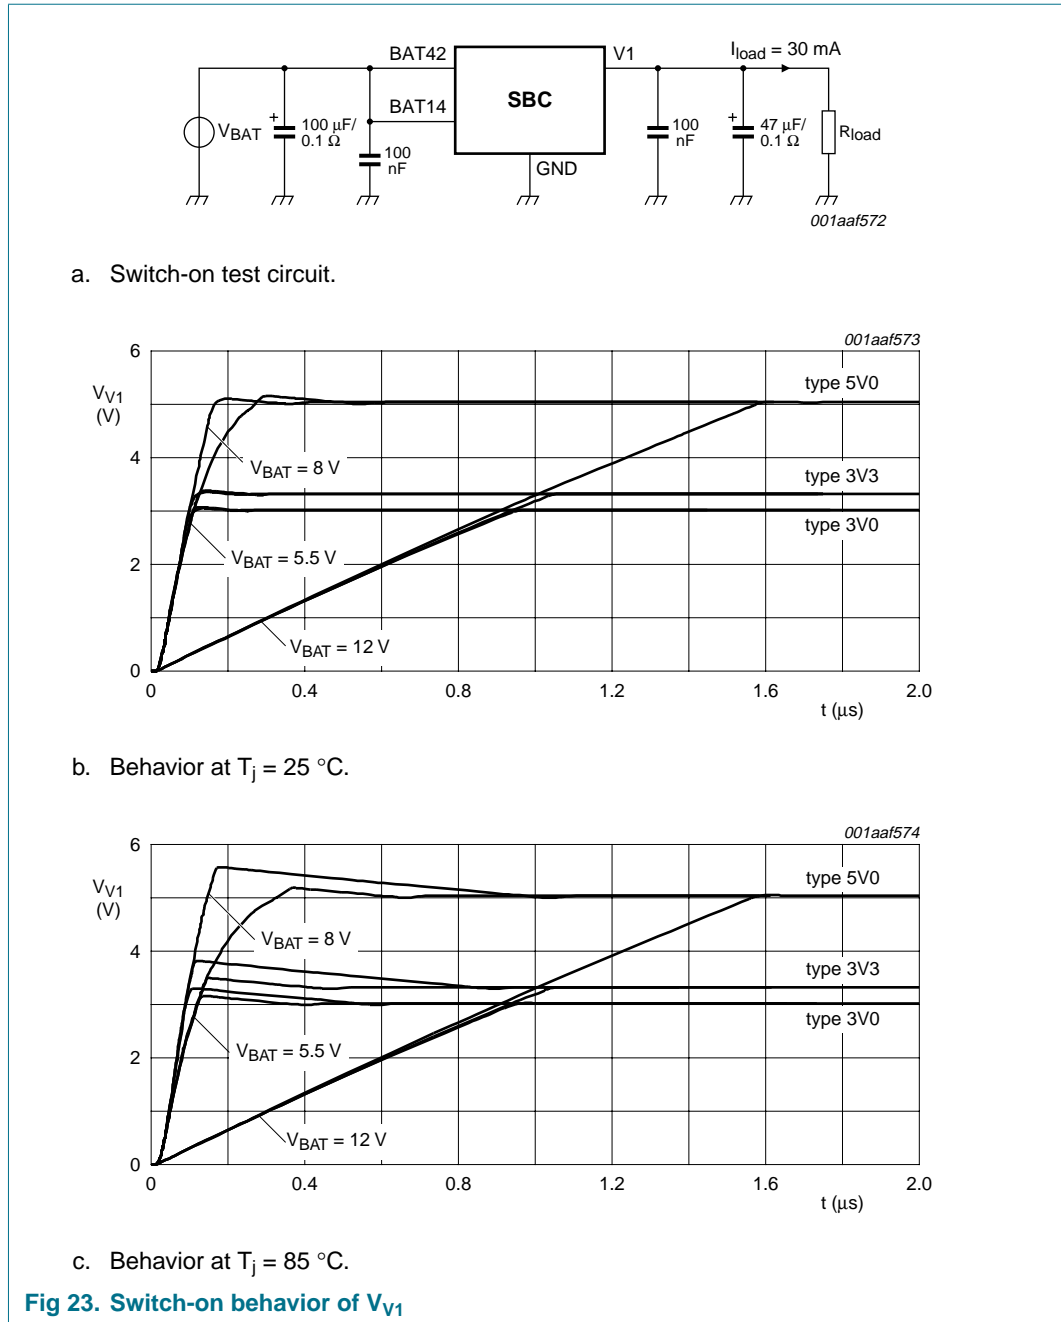 BAT42
V1
Iload = 30 mA
BAT14
SBC
VBAT
+
100 μF/
0.1 Ω
100
nF
GND
100
nF
+
47 μF/
0.1 Ω
Rload
001aaf572
a. Switch-on test circuit.
001aaf573
6
VV1
(V)
4
2
0
type 5V0
VBAT = 8 V
type 3V3
type 3V0
VBAT = 5.5 V
VBAT = 12 V
0 0.4 0.8 1.2 1.6 2.0
t (μs)
b. Behavior at Tj = 25 °C.
001aaf574
6
VV1
(V)
4
2
0
type 5V0
VBAT = 8 V
type 3V3
type 3V0
VBAT = 5.5 V
VBAT = 12 V
0 0.4 0.8 1.2 1.6 2.0
t (μs)
c. Behavior at Tj = 85 °C.
Fig 23. Switch-on behavior of VV1